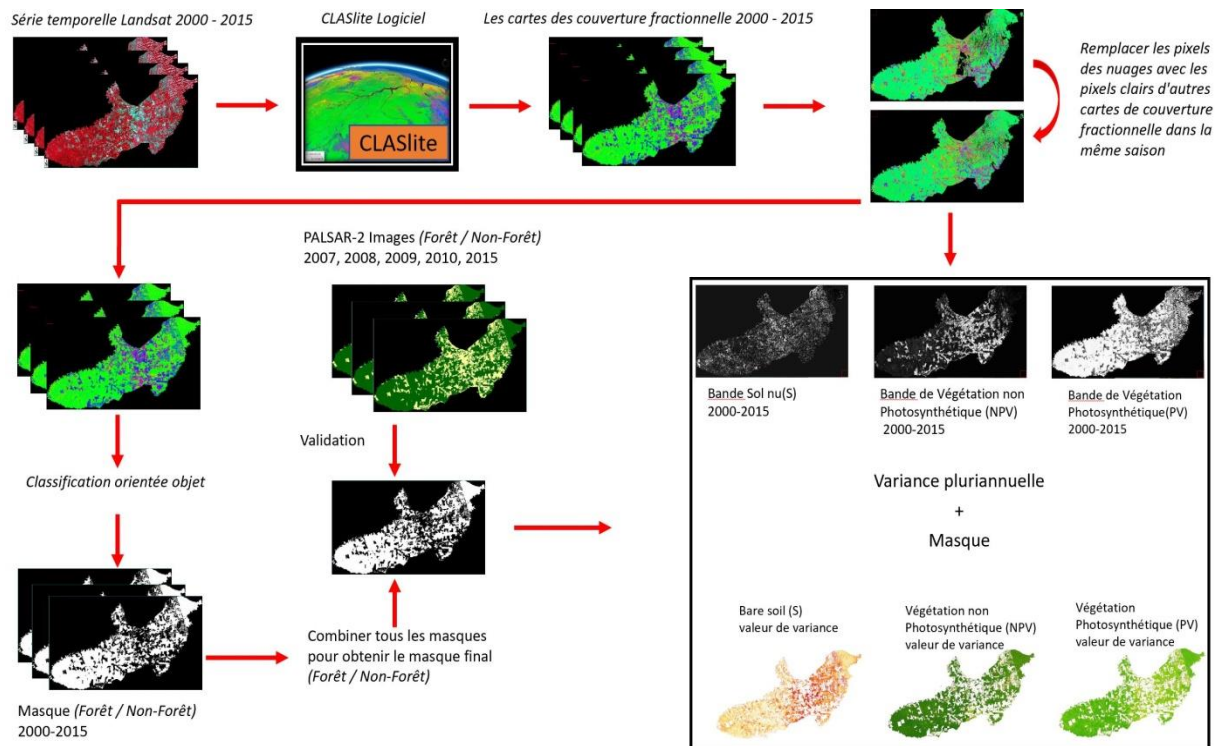 Série temporelle Landsat 2000 - 2015
CLASlite Logiciel
Les cartes des couverture fractionnelle 2000 - 2015
CLASlite
Remplacer les pixels
des nuages avec les
pixels clairs d'autres
cartes de couverture
fractionnelle dans la
même saison
PALSAR-2 Images (Forêt / Non-Forêt)
2007, 2008, 2009, 2010, 2015
Validation
Classification orientée objet
Masque (Forêt / Non-Forêt)
2000-2015
Combiner tous les masques
pour obtenir le masque final
(Forêt / Non-Forêt)
Bande Sol nu(S)
2000-2015
Bande de Végétation non
Photosynthétique (NPV)
2000-2015
Bande de Végétation
Photosynthétique(PV)
2000-2015
Variance pluriannuelle
+
Masque
Bare soil (S)
valeur de variance
Végétation non
Photosynthétique (NPV)
valeur de variance
Végétation
Photosynthétique (PV)
valeur de variance